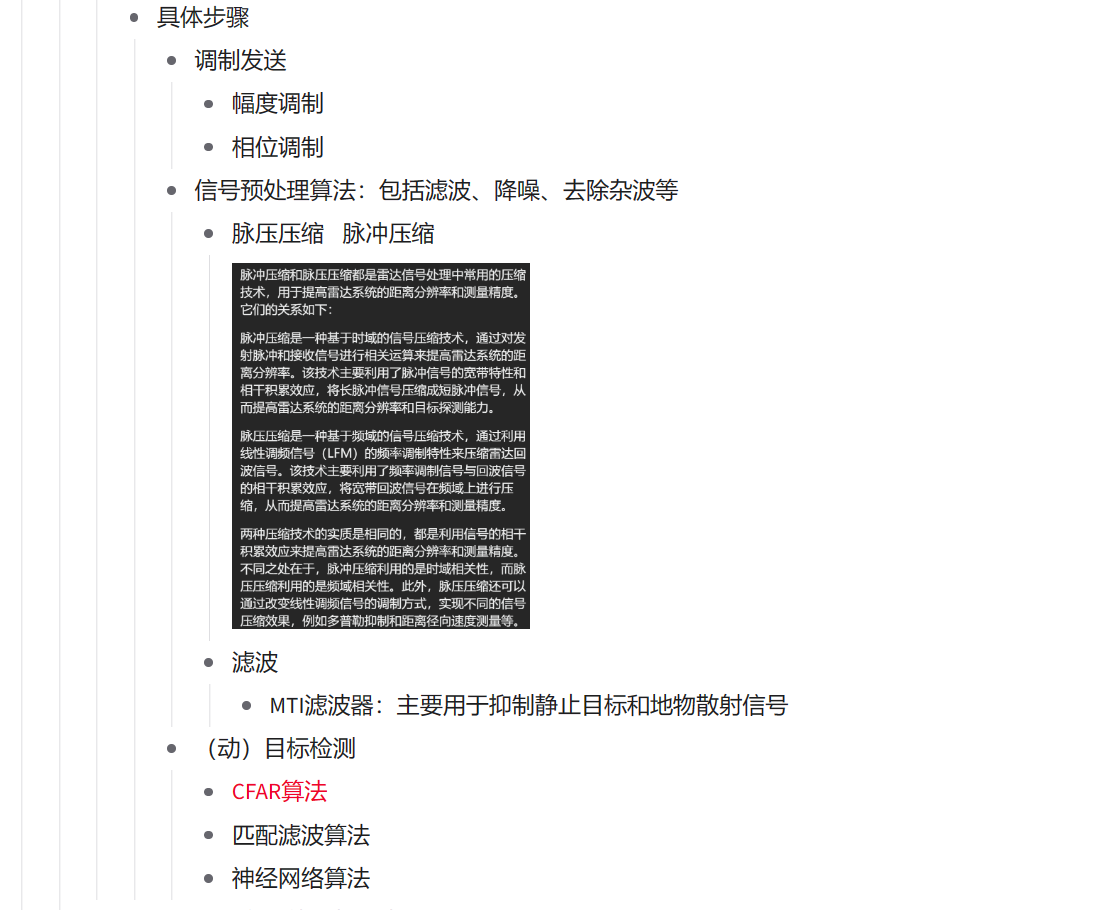 具体步骤
调制发送
幅度调制
相位调制
信号预处理算法：包括滤波、降噪、去除杂波等
脉压压缩 脉冲压缩
脉冲压缩和脉压压缩都是雷达信号处理中常用的压缩
技术，用于提高雷达系统的距离分辨率和测量精度。
它们的关系如下：
脉冲压缩是一种基于时域的信号压缩技术，通过对发
射脉冲和接收信号进行相关运算来提高雷达系统的距
离分辨率。该技术主要利用了脉冲信号的宽带特性和
相干积累效应，将长脉冲信号压缩成短脉冲信号，从
而提高雷达系统的距离分辨率和目标探测能力。
脉压压缩是一种基于频域的信号压缩技术，通过利用
线性调频信号（LFM）的频率调制特性来压缩雷达回
波信号。该技术主要利用了频率调制信号与回波信号
的相干积累效应，将宽带回波信号在频域上进行压
缩，从而提高雷达系统的距离分辨率和测量精度。
两种压缩技术的实质是相同的，都是利用信号的相干
积累效应来提高雷达系统的距离分辨率和测量精度。
不同之处在于，脉冲压缩利用的是时域相关性，而脉
压压缩利用的是频域相关性。此外，脉压压缩还可以
通过改变线性调频信号的调制方式，实现不同的信号
压缩效果，例如多普勒抑制和距离径向速度测量等。
滤波
MTI滤波器：主要用于抑制静止目标和地物散射信号
（动）目标检测
CFAR算法
匹配滤波算法
神经网络算法